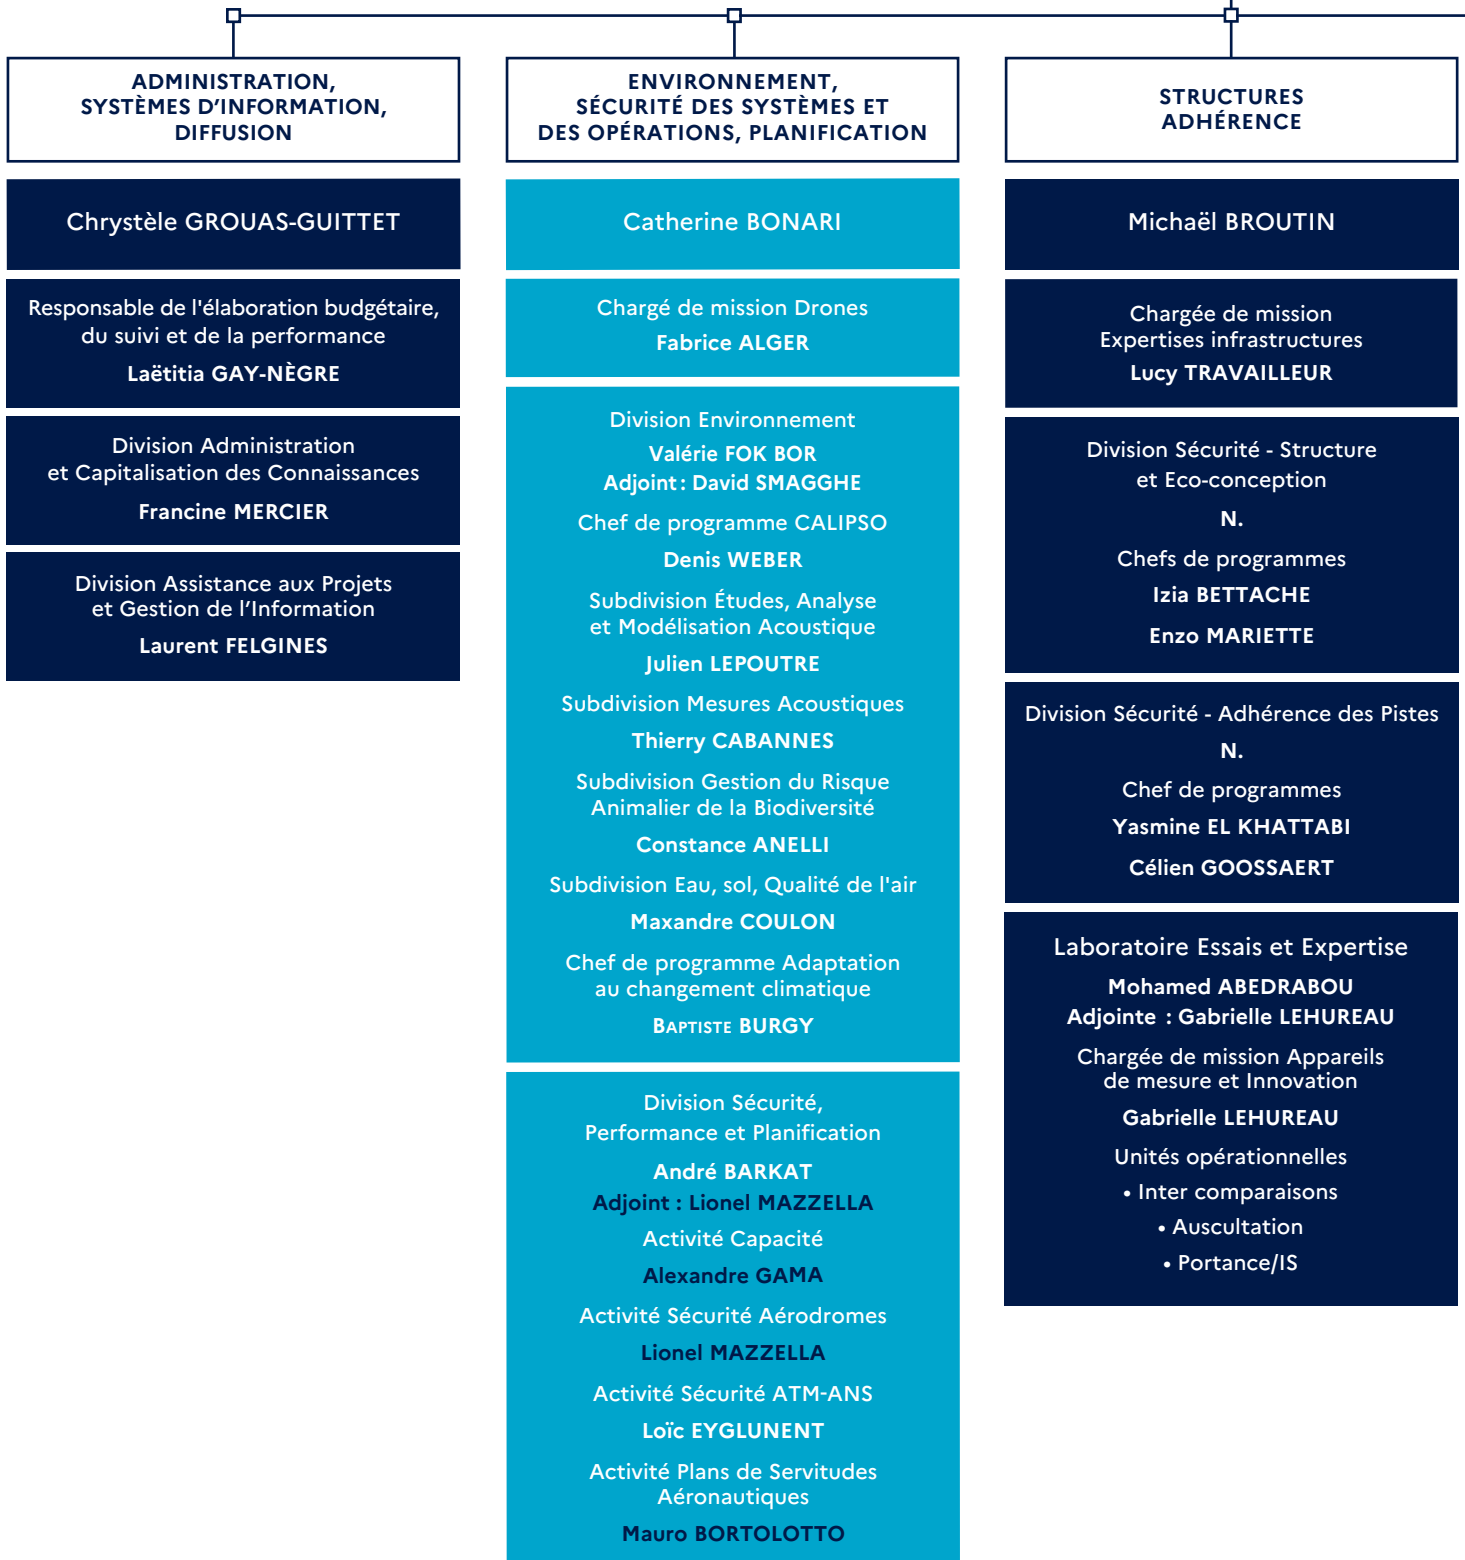 ADMINISTRATION,
SYSTÈMES D’INFORMATION,
DIFFUSION
Chrystèle GROUAS-GUITTET
Responsable de l'élaboration budgétaire,
du suivi et de la performance
Laëtitia GAY-NÈGRE
Division Administration
et Capitalisation des Connaissances
Francine MERCIER
Division Assistance aux Projets
et Gestion de l’Information
Laurent FELGINES
ENVIRONNEMENT,
SÉCURITÉ DES SYSTÈMES ET
DES OPÉRATIONS, PLANIFICATION
Catherine BONARI
Chargé de mission Drones
Fabrice ALGER
Division Environnement
Valérie FOK BOR
Adjoint : David SMAGGHE
Chef de programme CALIPSO
Denis WEBER
Subdivision Études, Analyse
et Modélisation Acoustique
Julien LEPOUTRE
Subdivision Mesures Acoustiques
Thierry CABANNES
Subdivision Gestion du Risque
Animalier de la Biodiversité
Constance ANELLI
Subdivision Eau, sol, Qualité de l'air
Maxandre COULON
Chef de programme Adaptation
au changement climatique
BAPTISTE BURGY
Division Sécurité,
Performance et Planification
André BARKAT
Adjoint : Lionel MAZZELLA
Activité Capacité
Alexandre GAMA
Activité Sécurité Aérodromes
Lionel MAZZELLA
Activité Sécurité ATM-ANS
Loïc EYGLUNENT
Activité Plans de Servitudes
Aéronautiques
Mauro BORTOLOTTO
STRUCTURES
ADHÉRENCE
Michaël BROUTIN
Chargée de mission
Expertises infrastructures
Lucy TRAVAILLEUR
Division Sécurité - Structure
et Eco-conception
N.
Chefs de programmes
Izia BETTACHE
Enzo MARIETTE
Division Sécurité - Adhérence des Pistes
N.
Chef de programmes
Yasmine EL KHATTABI
Célien GOOSSAERT
Laboratoire Essais et Expertise
Mohamed ABEDRABOU
Adjointe : Gabrielle LEHUREAU
Chargée de mission Appareils
de mesure et Innovation
Gabrielle LEHUREAU
Unités opérationnelles
• Inter comparaisons
• Auscultation
• Portance/IS